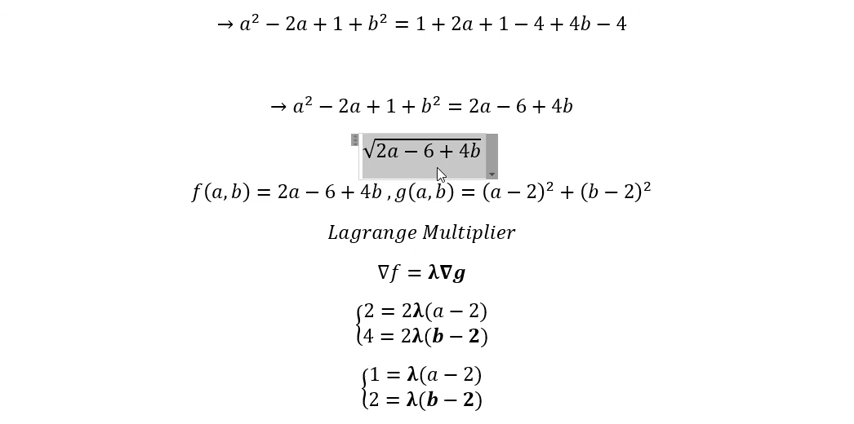 → a² − 2a + 1 + b² = 1 + 2a + 1 − 4 + 4b − 4
→ a² − 2a + 1 + b² = 2a − 6 + 4b
√(2a − 6 + 4b)
f(a, b) = 2a − 6 + 4b , g(a, b) = (a − 2)² + (b − 2)²
Lagrange Multiplier
∇f = λ∇g
{2 = 2λ(a − 2)
4 = 2λ(b − 2)
{1 = λ(a − 2)
2 = λ(b − 2)